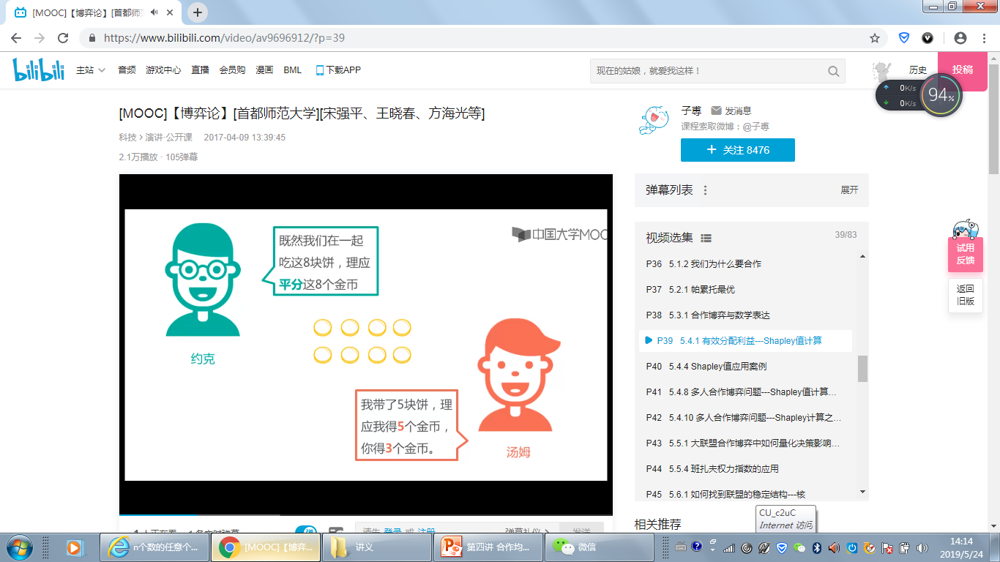 [MOOC]【博弈论】[首都师范
https://www.bilibili.com/video/av9696912/?p=39
bilibili 主站 音频 游戏中心 直播 会员购 漫画 BML 下载APP 现在的姑娘，就爱我这样！ 历史 投稿
0K/s
0K/s
94%
[MOOC]【博弈论】[首都师范大学][宋强平、王晓春、方海光等]
科技 > 演讲·公开课 2017-04-09 13:39:45
2.1万播放 · 105弹幕
子尊 发消息
课程索取微博：@子尊
+ 关注 8476
既然我们在一起
吃这8块饼，理应
平分这8个金币
约克
中国大学MOO
我带了5块饼，理
应我得5个金币，
你得3个金币。
汤姆
弹幕列表 展开
视频选集 39/83
P36 5.1.2 我们为什么要合作
P37 5.2.1 帕累托最优
P38 5.3.1 合作博弈与数学表达
P39 5.4.1 有效分配利益---Shapley值计算
P40 5.4.4 Shapley值应用案例
P41 5.4.8 多人合作博弈问题---Shapley值计算…
P42 5.4.10 多人合作博弈问题---Shapley计算之…
P43 5.5.1 大联盟合作博弈中如何量化决策影响…
P44 5.5.4 班扎夫权力指数的应用
P45 5.6.1 如何找到联盟的稳定结构---核
试用
反馈
返回
旧版
相关推荐
CU_c2uC
Internet 访问
1 人正在看，1 条实时弹幕 弹 请先 登录 或 注册 弹幕礼仪 > 发送
n个数的任意个...
[MOOC]【博弈...
讲义
第四讲 合作均...
微信
14:14
2019/5/24